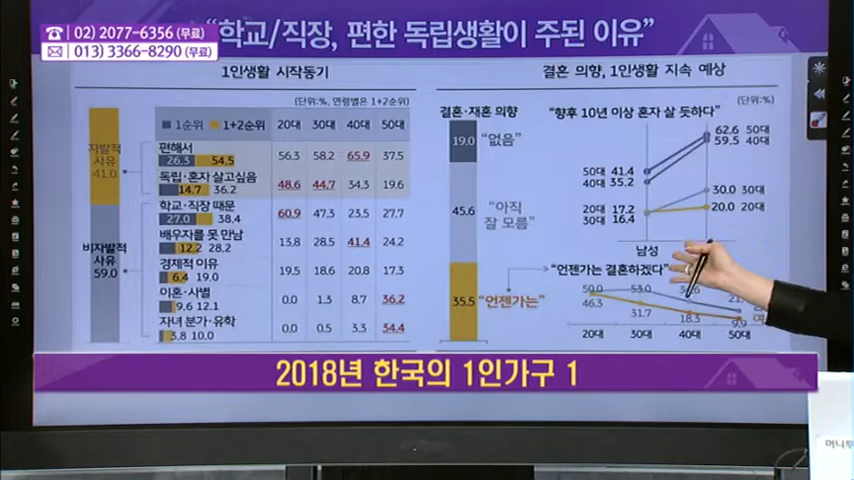 ☎ 02) 2077-6356 (무료)
✉ 013) 3366-8290 (무료)
“학교/직장, 편한 독립생활이 주된 이유”
1인생활 시작동기
(단위:%, 연령별은 1+2순위)
1순위 1+2순위 20대 30대 40대 50대
자발적 사유 41.0
편해서
26.3 54.5 56.3 58.2 65.9 37.5
독립·혼자 살고싶음
14.7 36.2 48.6 44.7 34.3 19.6
비자발적 사유 59.0
학교·직장 때문
27.0 38.4 60.9 47.3 23.5 27.7
배우자를 못 만남
12.2 28.2 13.8 28.5 41.4 24.2
경제적 이유
6.4 19.0 19.5 18.6 20.8 17.3
이혼·사별
9.6 12.1 0.0 1.3 8.7 36.2
자녀 분가·유학
3.8 10.0 0.0 0.5 3.3 34.4
결혼 의향, 1인생활 지속 예상
(단위:%)
결혼·재혼 의향
19.0 “없음”
45.6 “아직 잘 모름”
35.5 “언젠가는”
“향후 10년 이상 혼자 살 듯하다”
62.6 50대
59.5 40대
50대 41.4
40대 35.2
30.0 30대
20대 17.2
20.0 20대
30대 16.4
남성
“언젠가는 결혼하겠다”
50.0 53.0
46.3 31.7 18.3 9.9
20대 30대 40대 50대
2018년 한국의 1인가구 1
머니투